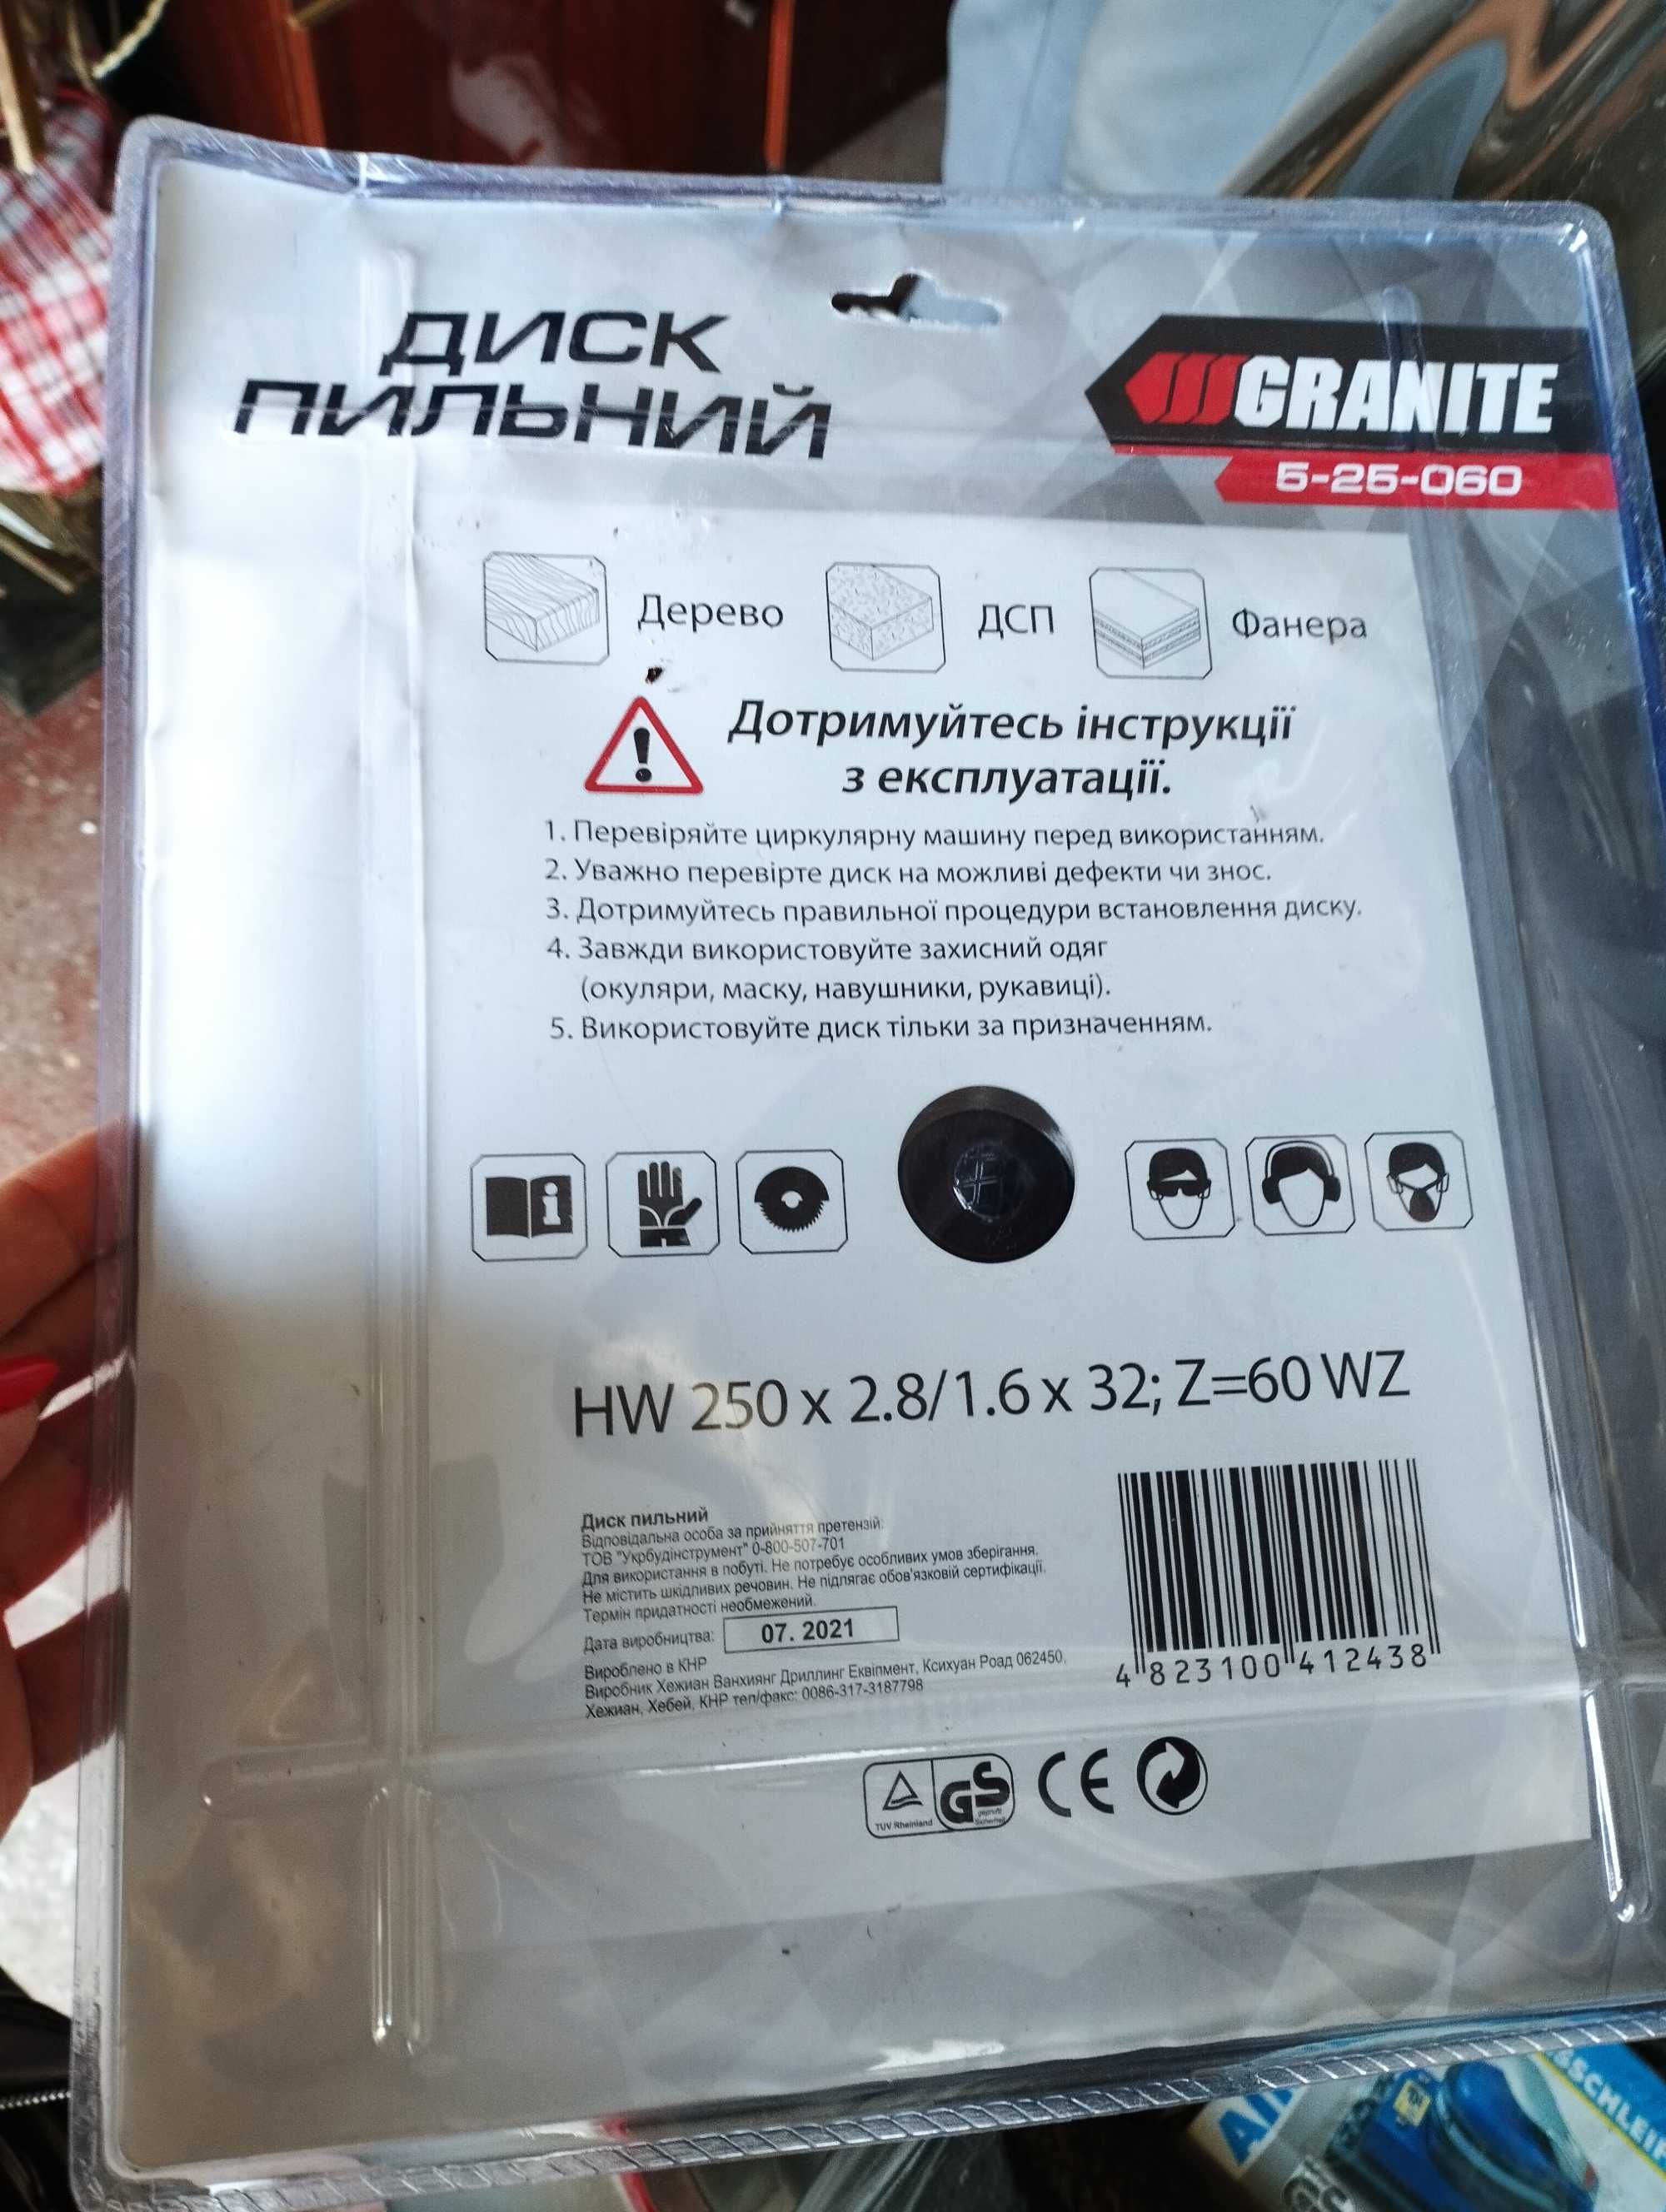 ДИСК
ПИЛЬНИЙ
GRANITE
5-25-060
Дерево
ДСП
Фанера
Дотримуйтесь інструкції
з експлуатації.
1. Перевіряйте циркулярну машину перед використанням.
2. Уважно перевірте диск на можливі дефекти чи знос.
3. Дотримуйтесь правильної процедури встановлення диску.
4. Завжди використовуйте захисний одяг
(окуляри, маску, навушники, рукавиці).
5. Використовуйте диск тільки за призначенням.
HW 250 x 2.8/1.6 x 32; Z=60 WZ
Диск пильний
Відповідальна особа за прийняття претензій:
ТОВ "Укрбудінструмент" 0-800-507-701
Для використання в побуті. Не потребує особливих умов зберігання.
Не містить шкідливих речовин. Не підлягає обов'язковій сертифікації.
Термін придатності необмежений.
Дата виробництва: 07. 2021
Вироблено в КНР
Виробник Хежиан Ванхиянг Дриллинг Еквіпмент, Ксихуан Роад 062450,
Хежиан, Хебей, КНР тел/факс: 0086-317-3187798
4 823100 412438
TÜV Rheinland
GS
geprüfte
Sicherheit
CE
SCHLEIF